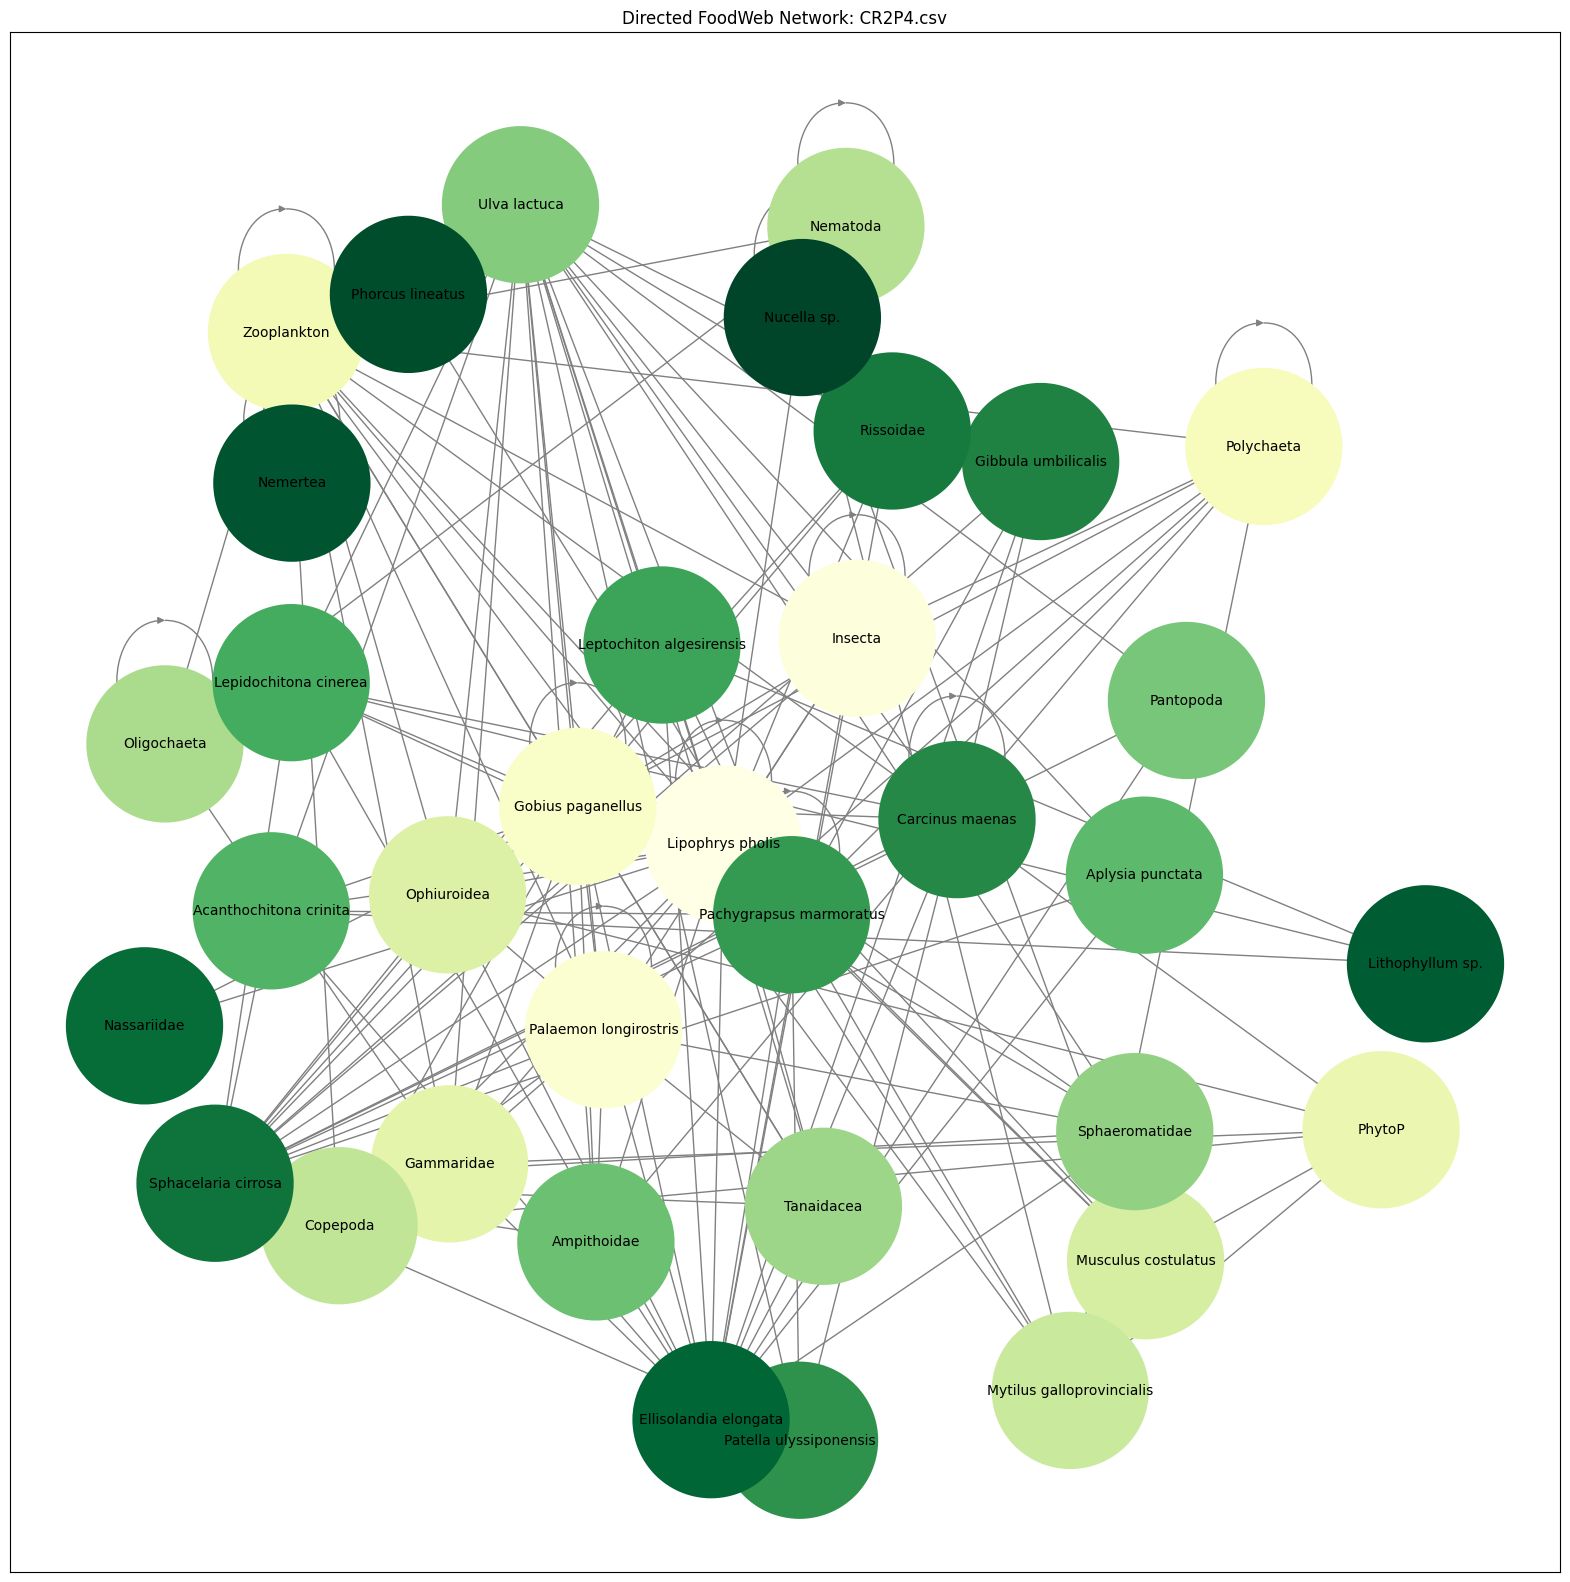 Directed FoodWeb Network: CR2P4.csv
Ulva lactuca
Nematoda
Phorcus lineatus
Nucella sp.
Zooplankton
Rissoidae
Polychaeta
Gibbula umbilicalis
Nemertea
Insecta
Leptochiton algesirensis
Lepidochitona cinerea
Pantopoda
Oligochaeta
Gobius paganellus
Carcinus maenas
Lipophrys pholis
Aplysia punctata
Ophiuroidea
Acanthochitona crinita
Pachygrapsus marmoratus
Lithophyllum sp.
Nassariidae
Palaemon longirostris
PhytoP
Sphaeromatidae
Gammaridae
Sphacelaria cirrosa
Tanaidacea
Copepoda
Ampithoidae
Musculus costulatus
Mytilus galloprovincialis
Ellisolandia elongata
Patella ulyssiponensis